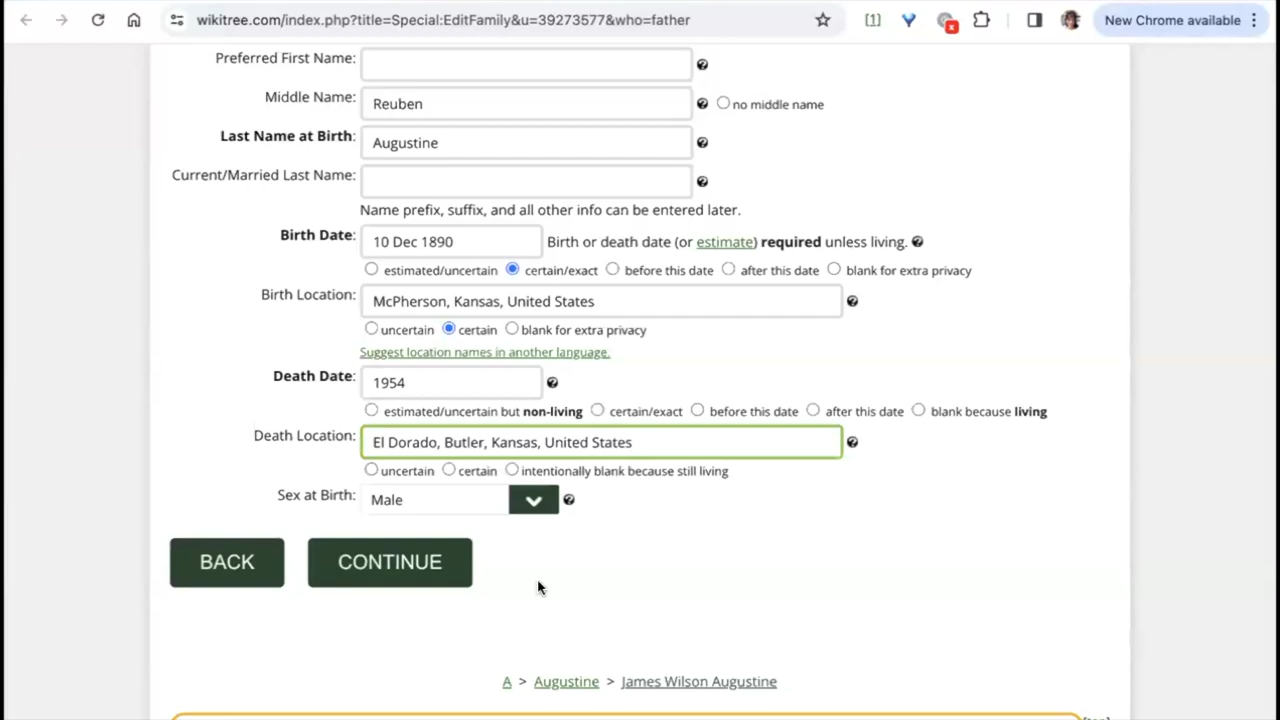 wikitree.com/index.php?title=Special:EditFamily&u=39273577&who=father
New Chrome available
Preferred First Name:
Middle Name: Reuben no middle name
Last Name at Birth: Augustine
Current/Married Last Name:
Name prefix, suffix, and all other info can be entered later.
Birth Date: 10 Dec 1890 Birth or death date (or estimate) required unless living.
estimated/uncertain certain/exact before this date after this date blank for extra privacy
Birth Location: McPherson, Kansas, United States
uncertain certain blank for extra privacy
Suggest location names in another language.
Death Date: 1954
estimated/uncertain but non-living certain/exact before this date after this date blank because living
Death Location: El Dorado, Butler, Kansas, United States
uncertain certain intentionally blank because still living
Sex at Birth: Male
BACK CONTINUE
A > Augustine > James Wilson Augustine